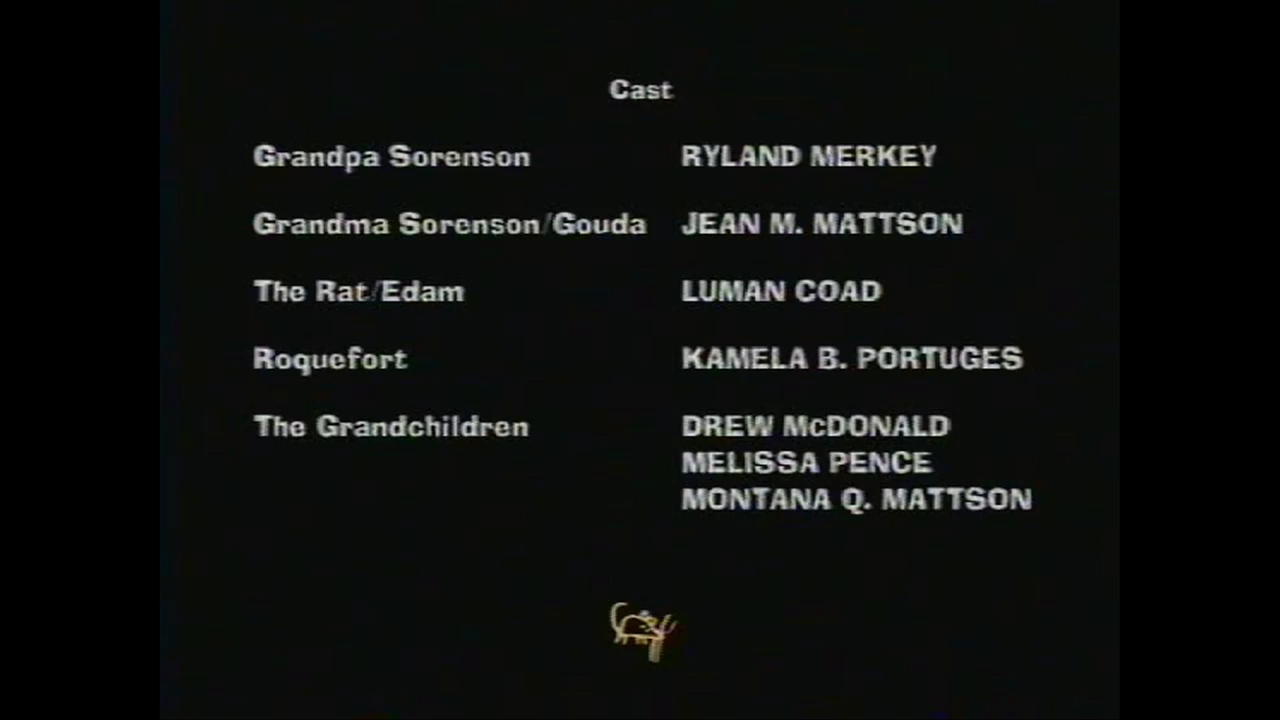 Cast
Grandpa Sorenson RYLAND MERKEY
Grandma Sorenson/Gouda JEAN M. MATTSON
The Rat/Edam LUMAN COAD
Roquefort KAMELA B. PORTUGES
The Grandchildren DREW McDONALD
MELISSA PENCE
MONTANA Q. MATTSON